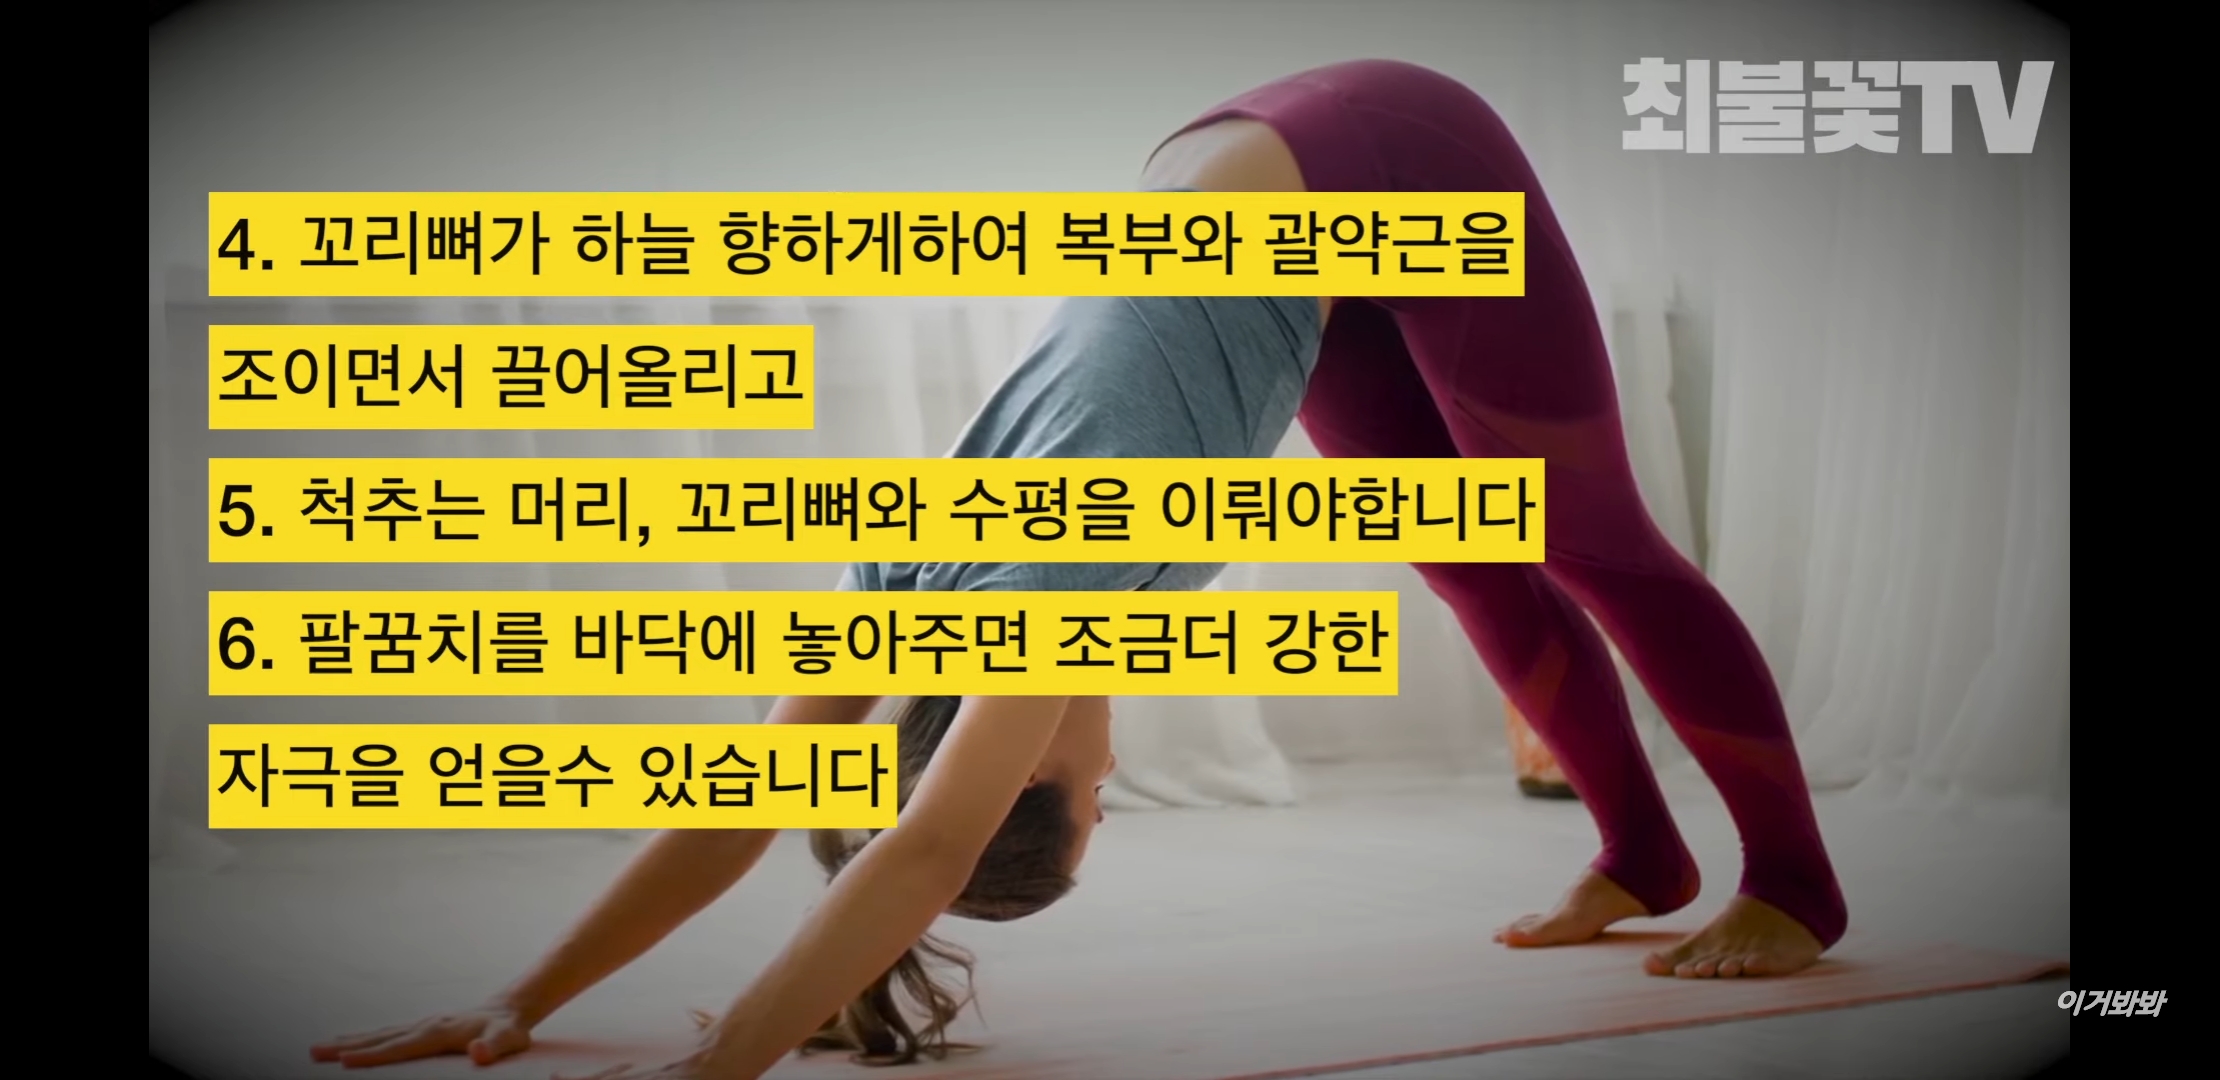 최불꽃TV
4. 꼬리뼈가 하늘 향하게하여 복부와 괄약근을
조이면서 끌어올리고
5. 척추는 머리, 꼬리뼈와 수평을 이뤄야합니다
6. 팔꿈치를 바닥에 놓아주면 조금더 강한
자극을 얻을수 있습니다
이거봐봐